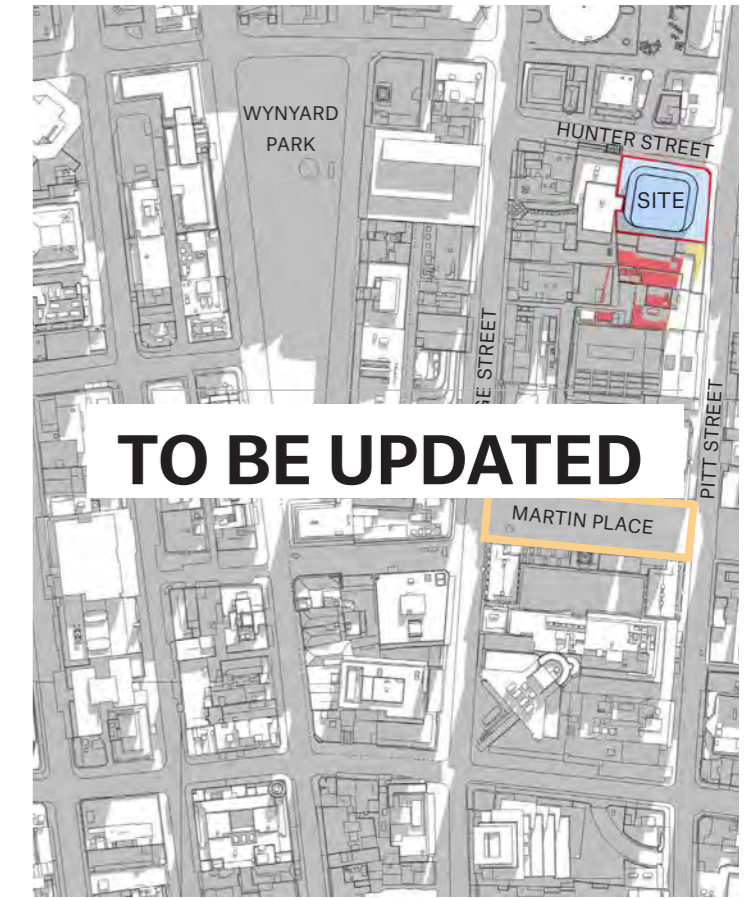 WYNYARD
PARK
HUNTER STREET
SITE
GE STREET
PITT STREET
TO BE UPDATED
MARTIN PLACE